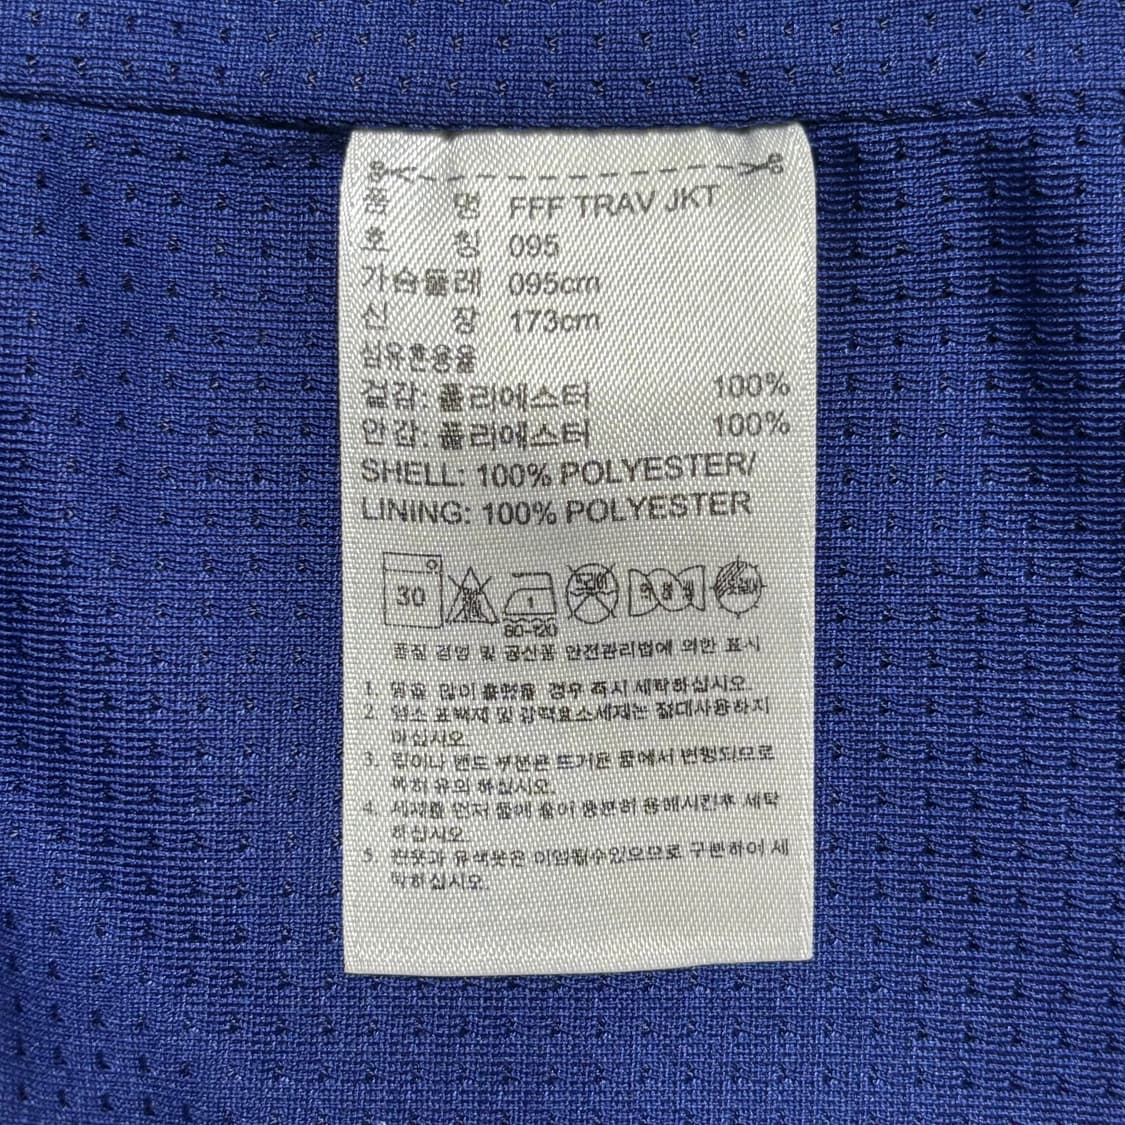 품 명 FFF TRAV JKT
호 칭 095
가슴둘레 095cm
신 장 173cm
섬유혼용율
겉감: 폴리에스터 100%
안감: 폴리에스터 100%
SHELL: 100% POLYESTER/
LINING: 100% POLYESTER
30
80-120
품질 경영 및 공산품 안전관리법에 의한 표시
1. 땀을 많이 흘렸을 경우 즉시 세탁하십시오.
2. 염소 표백제 및 강력효소세제는 절대사용하지
마십시오.
3. 깁이나 밴드 부분은 뜨거운 물에서 변형되므로
특히 유의 하십시오.
4. 세제를 먼저 물에 풀어 충분히 용해시킨후 세탁
하십시오.
5. 흰옷과 유색옷은 이염될수있으므로 구분하여 세
탁하십시오.